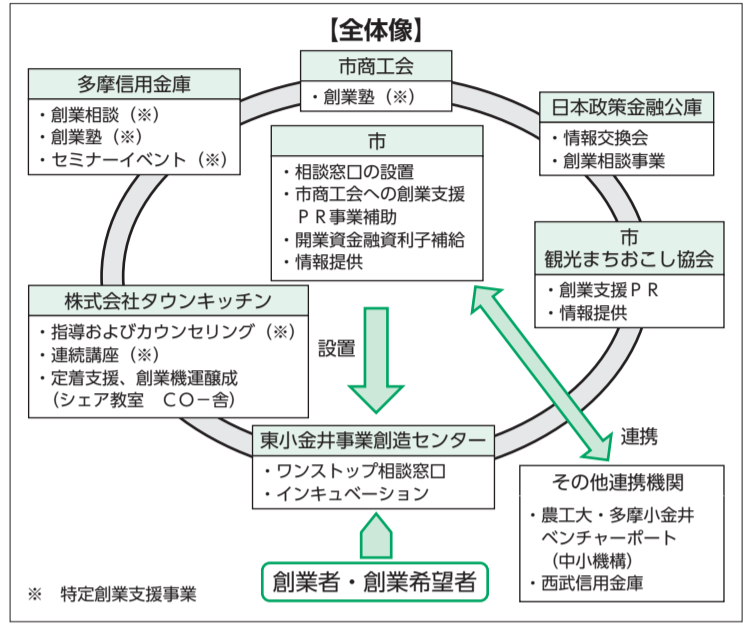 【全体像】
多摩信用金庫
・創業相談（※）
・創業塾（※）
・セミナーイベント（※）
市商工会
・創業塾（※）
日本政策金融公庫
・情報交換会
・創業相談事業
市
・相談窓口の設置
・市商工会への創業支援
ＰＲ事業補助
・開業資金融資利子補給
・情報提供
市
観光まちおこし協会
・創業支援ＰＲ
・情報提供
株式会社タウンキッチン
・指導およびカウンセリング（※）
・連続講座（※）
・定着支援、創業機運醸成
（シェア教室　ＣＯ−舎）
設置
連携
東小金井事業創造センター
・ワンストップ相談窓口
・インキュベーション
その他連携機関
・農工大・多摩小金井
ベンチャーポート
（中小機構）
・西武信用金庫
創業者・創業希望者
※　特定創業支援事業